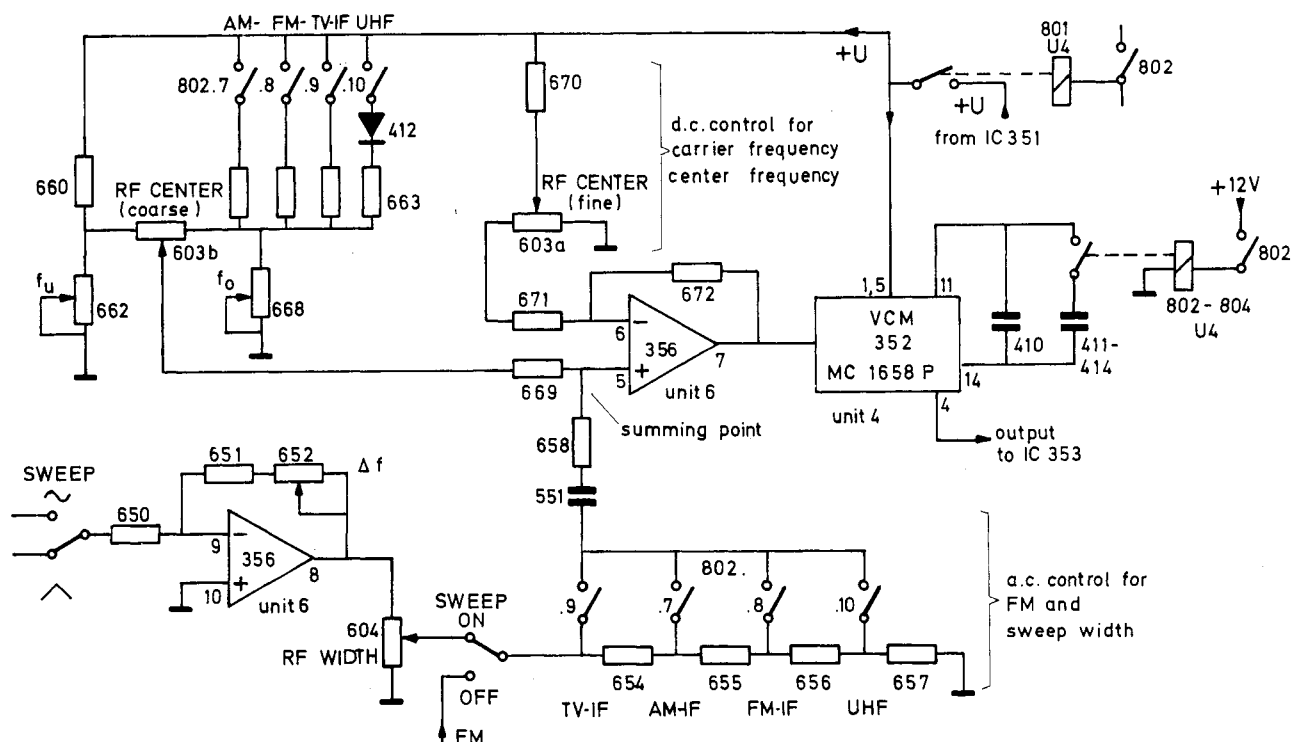 AM- FM- TV-IF UHF
802.7 .8 .9 .10
412
660
RF CENTER
(coarse)
603b
663
fu
662
fo
668
670
RF CENTER
(fine)
603a
d.c. control for
carrier frequency
center frequency
+U
801
U4
802
+U
from IC 351
+12V
802
802-804
U4
671
672
6
-
356
+
5
7
unit 6
669
summing point
658
551
1,5
11
VCM
352
MC 1658 P
14
4
unit 4
410
411-
414
output
to IC 353
SWEEP
~
650
651
652
Δf
9
-
356
+
10
8
unit 6
604
RF WIDTH
SWEEP
ON
OFF
FM
802.
.9 .7 .8 .10
654 655 656 657
TV-IF AM-IF FM-IF UHF
a.c. control for
FM and
sweep width